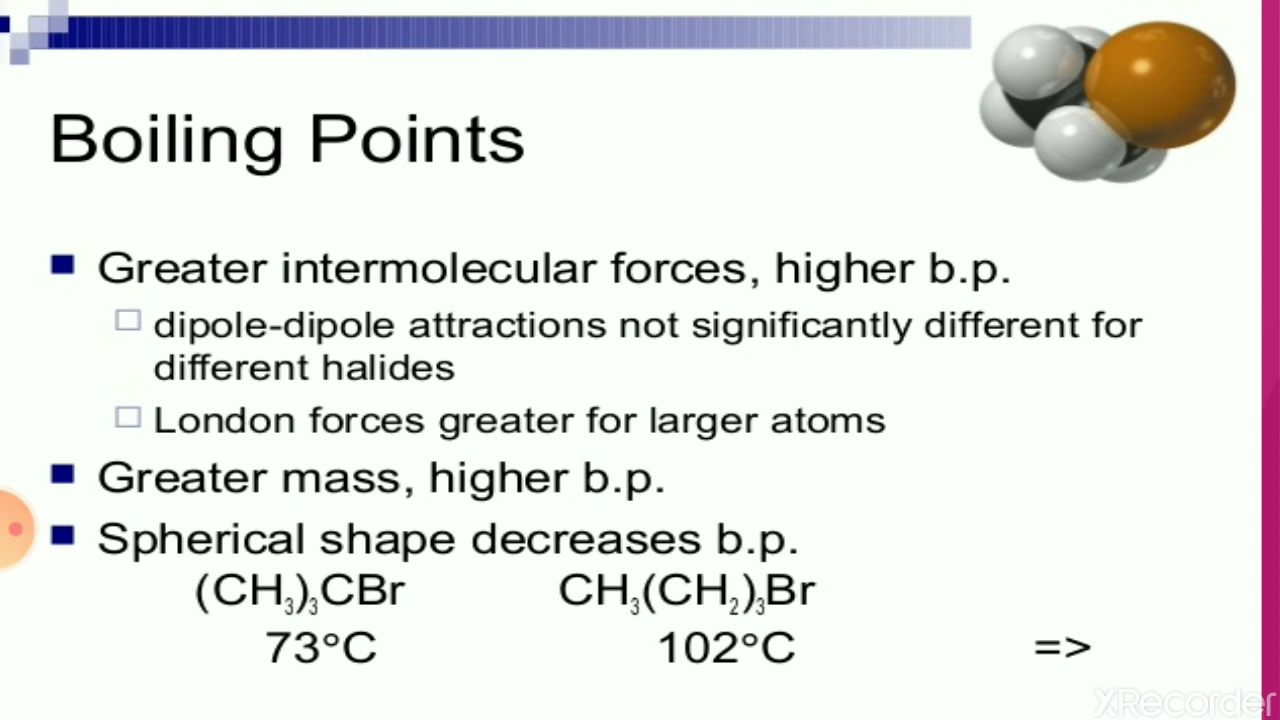 Boiling Points
Greater intermolecular forces, higher b.p.
dipole-dipole attractions not significantly different for
different halides
London forces greater for larger atoms
Greater mass, higher b.p.
Spherical shape decreases b.p.
(CH₃)₃CBr CH₃(CH₂)₃Br
73°C 102°C =>
XRecorder